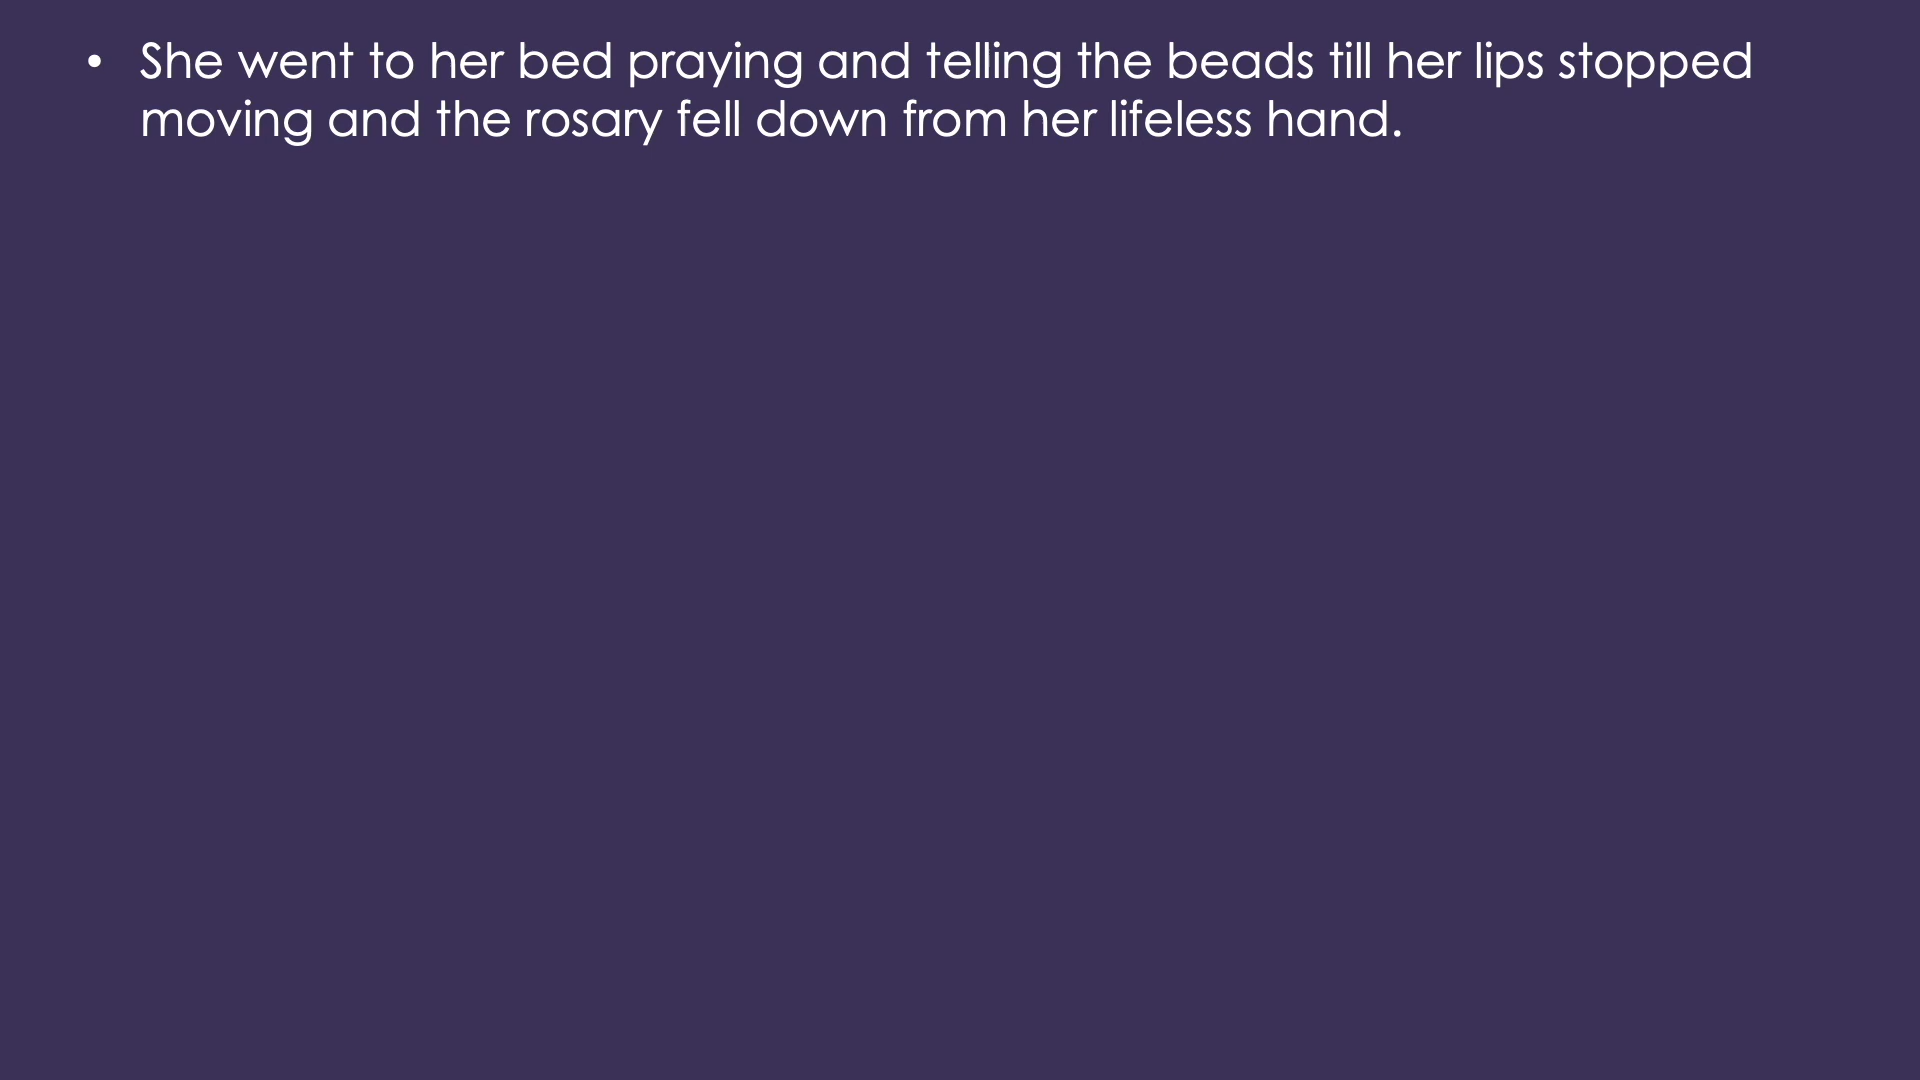 • She went to her bed praying and telling the beads till her lips stopped
moving and the rosary fell down from her lifeless hand.